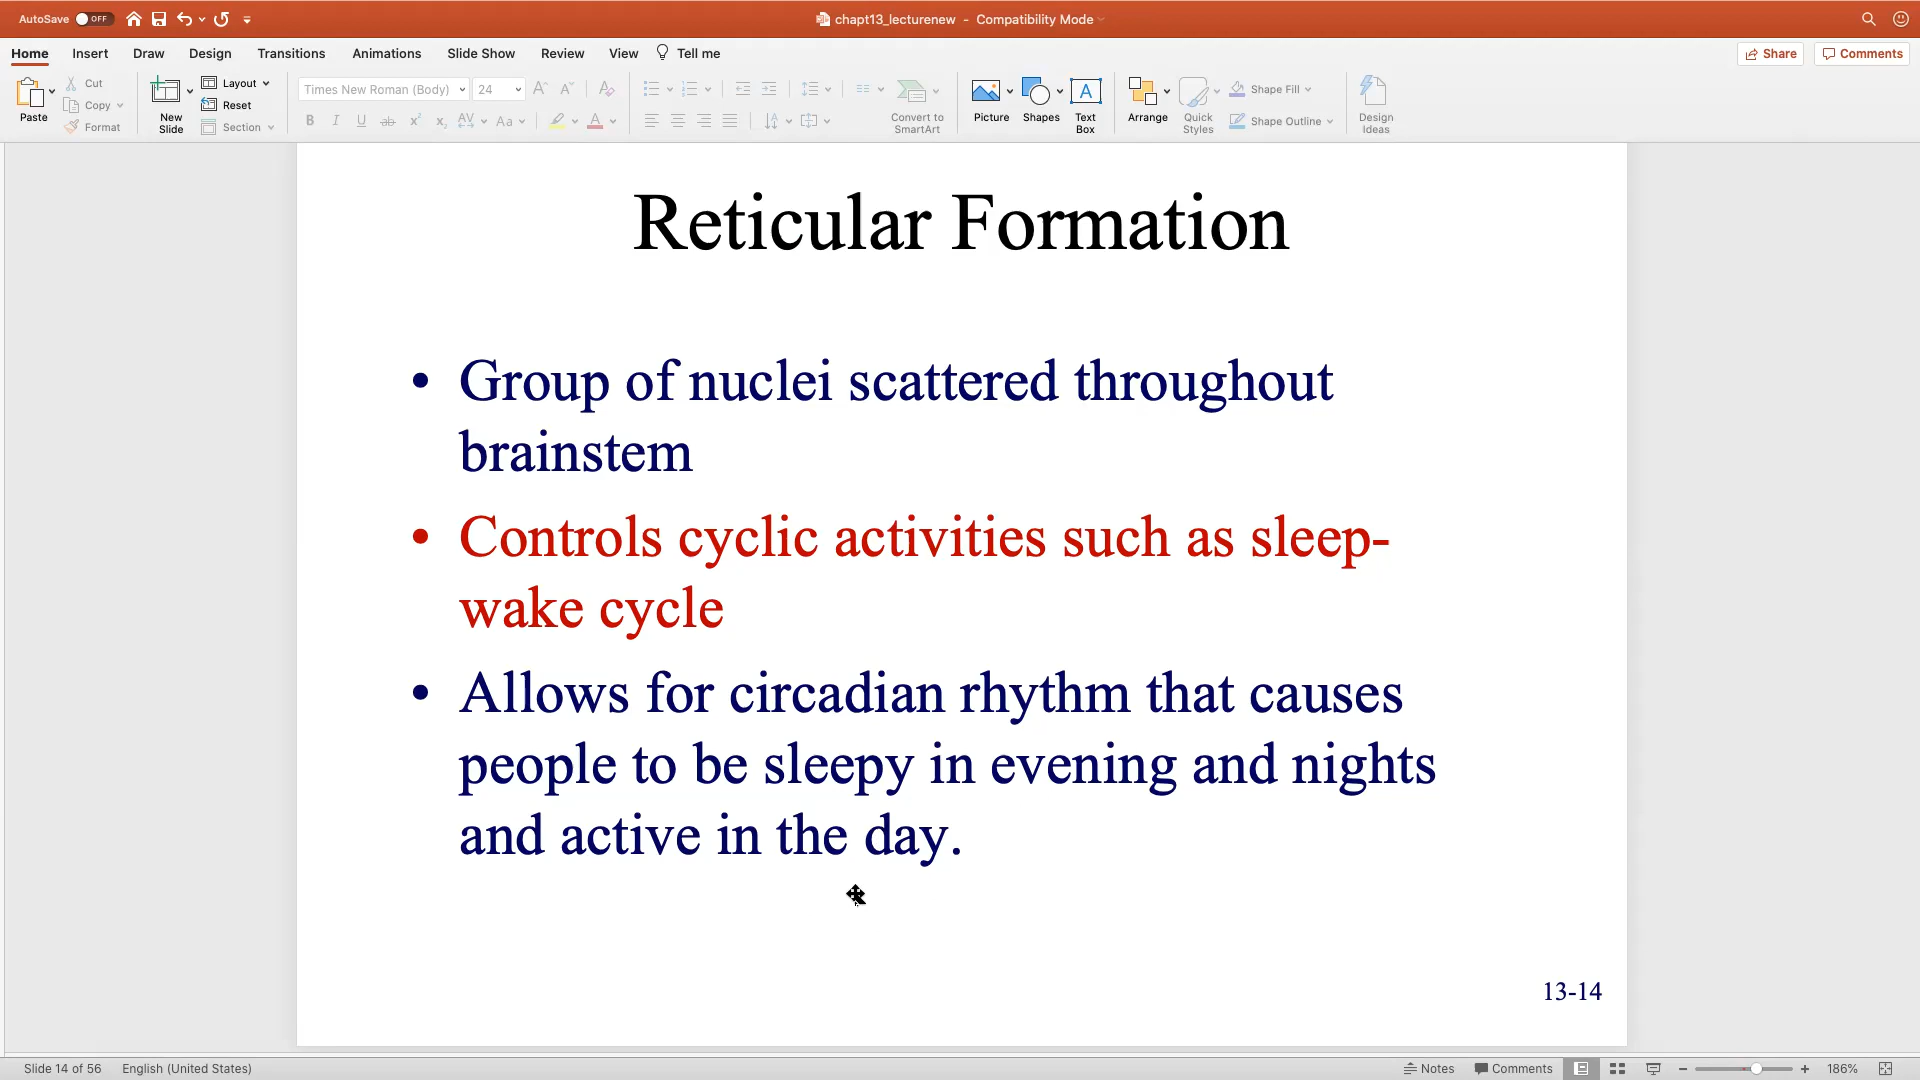 AutoSave OFF
chapt13_lecturenew - Compatibility Mode
Home Insert Draw Design Transitions Animations Slide Show Review View Tell me Share Comments
Paste Cut Copy Format New Slide Layout Reset Section
Times New Roman (Body) 24
B I U ab x² x₂ AV Aa A
Convert to SmartArt
Picture Shapes Text Box Arrange Quick Styles Shape Fill Shape Outline Design Ideas
Reticular Formation
• Group of nuclei scattered throughout
brainstem
• Controls cyclic activities such as sleep-
wake cycle
• Allows for circadian rhythm that causes
people to be sleepy in evening and nights
and active in the day.
13-14
Slide 14 of 56 English (United States) Notes Comments 186%